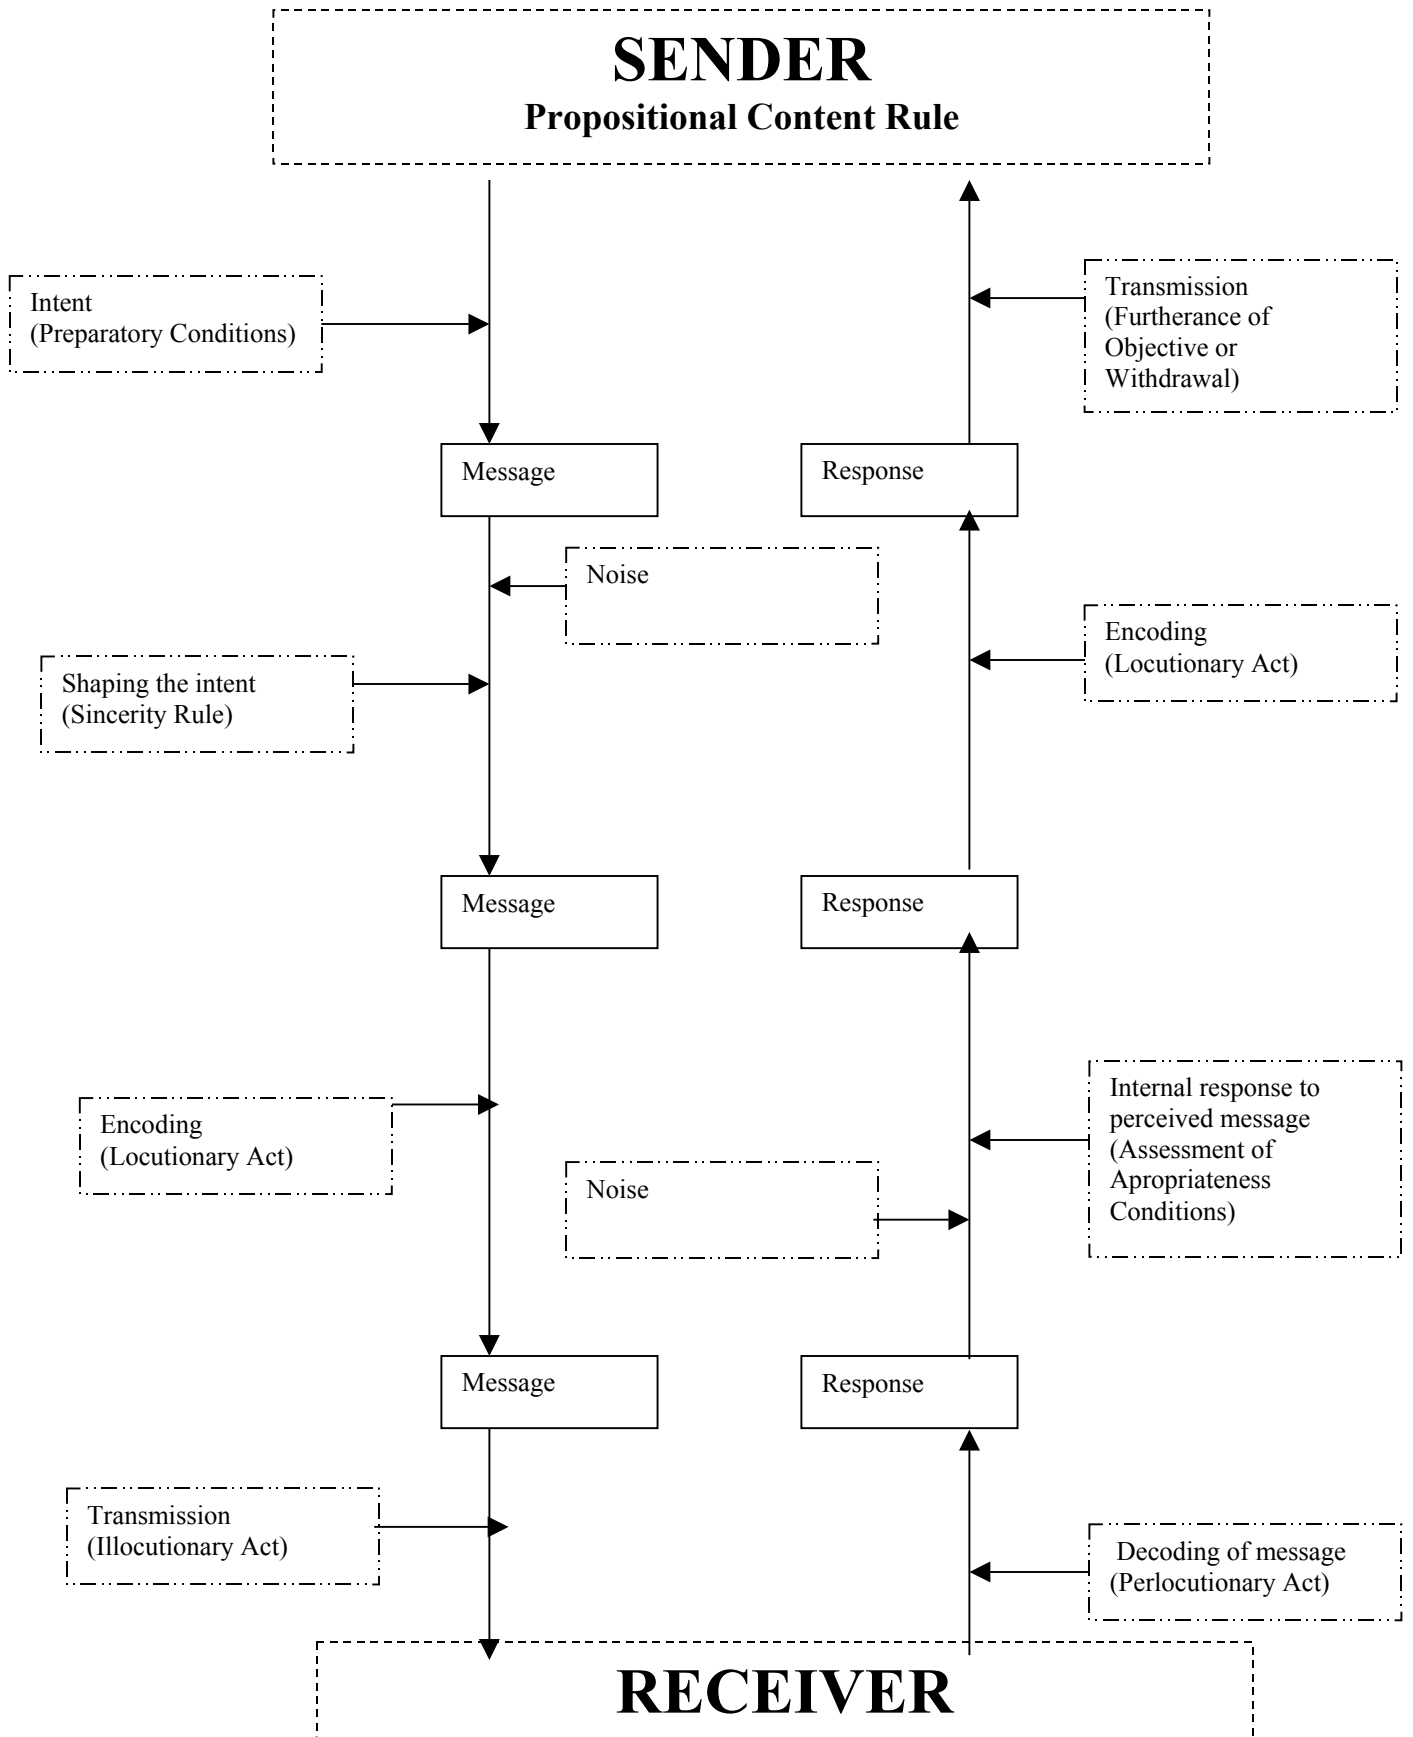 SENDER
Propositional Content Rule
Intent
(Preparatory Conditions)
Transmission
(Furtherance of
Objective or
Withdrawal)
Message
Response
Noise
Encoding
(Locutionary Act)
Shaping the intent
(Sincerity Rule)
Message
Response
Encoding
(Locutionary Act)
Internal response to
perceived message
(Assessment of
Apropriateness
Conditions)
Noise
Message
Response
Transmission
(Illocutionary Act)
Decoding of message
(Perlocutionary Act)
RECEIVER